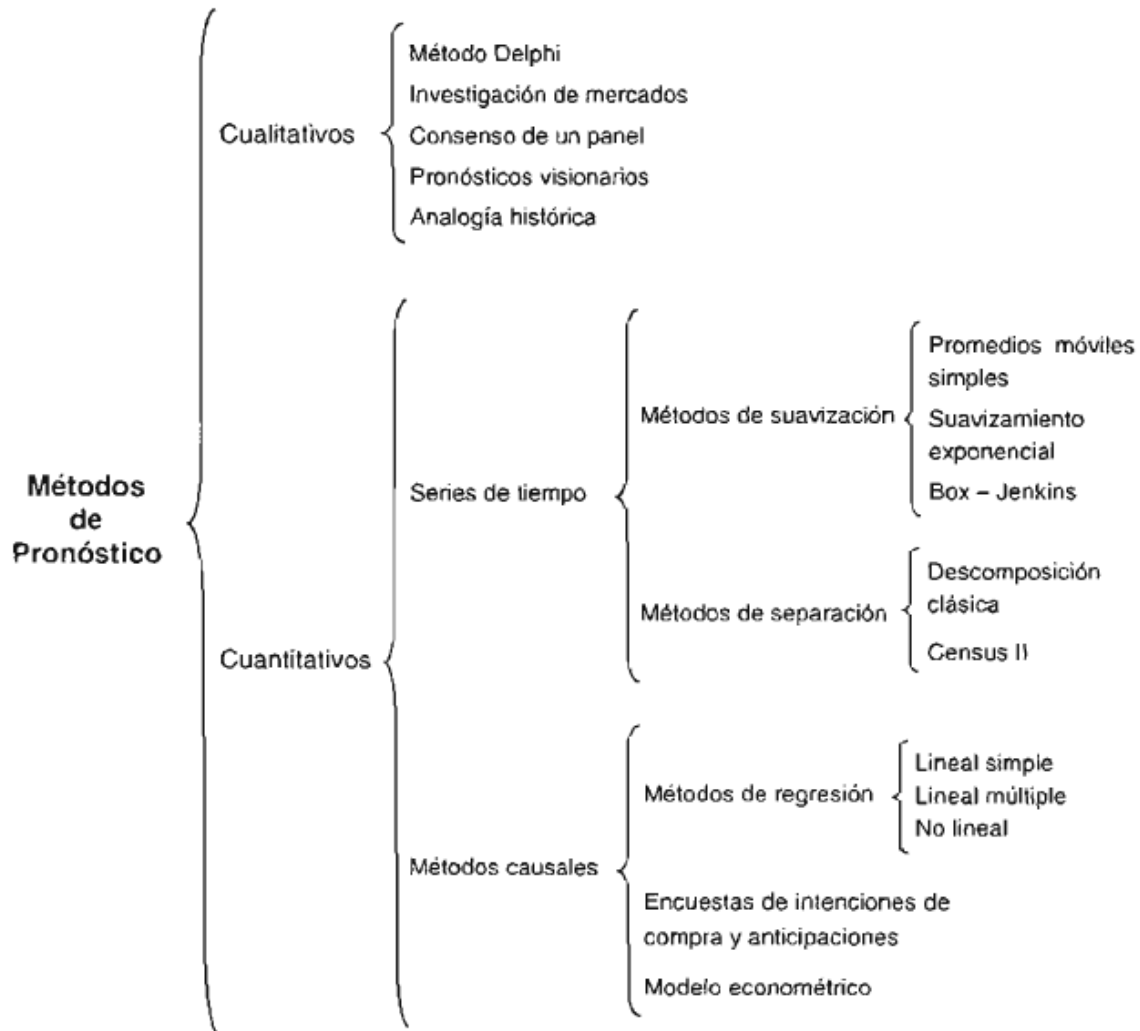 Métodos
de
Pronóstico
Cualitativos
Método Delphi
Investigación de mercados
Consenso de un panel
Pronósticos visionarios
Analogía histórica
Cuantitativos
Series de tiempo
Métodos de suavización
Promedios móviles
simples
Suavizamiento
exponencial
Box – Jenkins
Métodos de separación
Descomposición
clásica
Census II
Métodos causales
Métodos de regresión
Lineal simple
Lineal múltiple
No lineal
Encuestas de intenciones de
compra y anticipaciones
Modelo econométrico